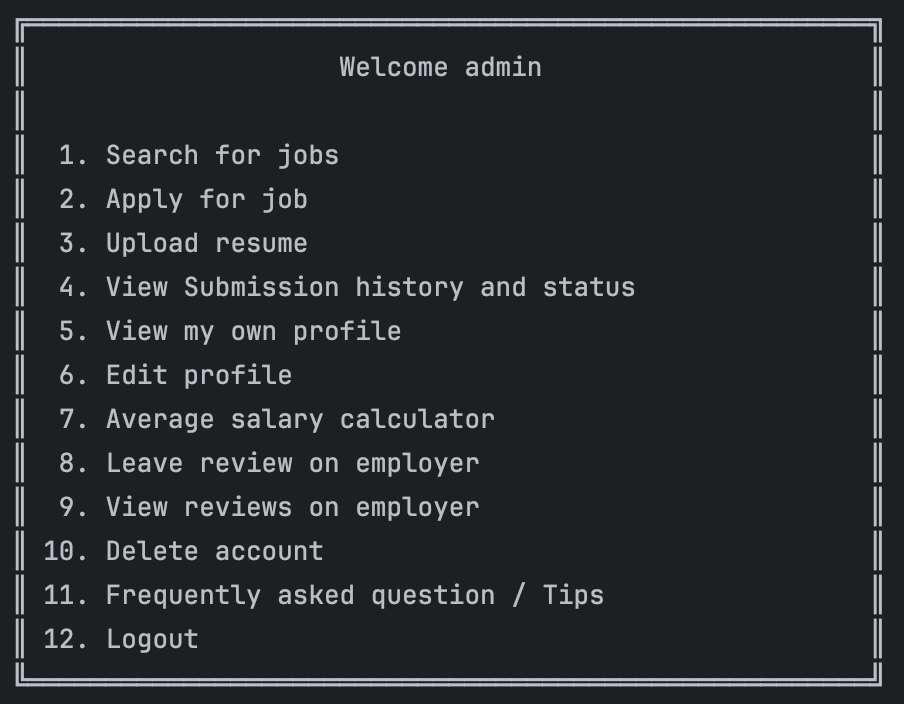 Welcome admin
1. Search for jobs
2. Apply for job
3. Upload resume
4. View Submission history and status
5. View my own profile
6. Edit profile
7. Average salary calculator
8. Leave review on employer
9. View reviews on employer
10. Delete account
11. Frequently asked question / Tips
12. Logout